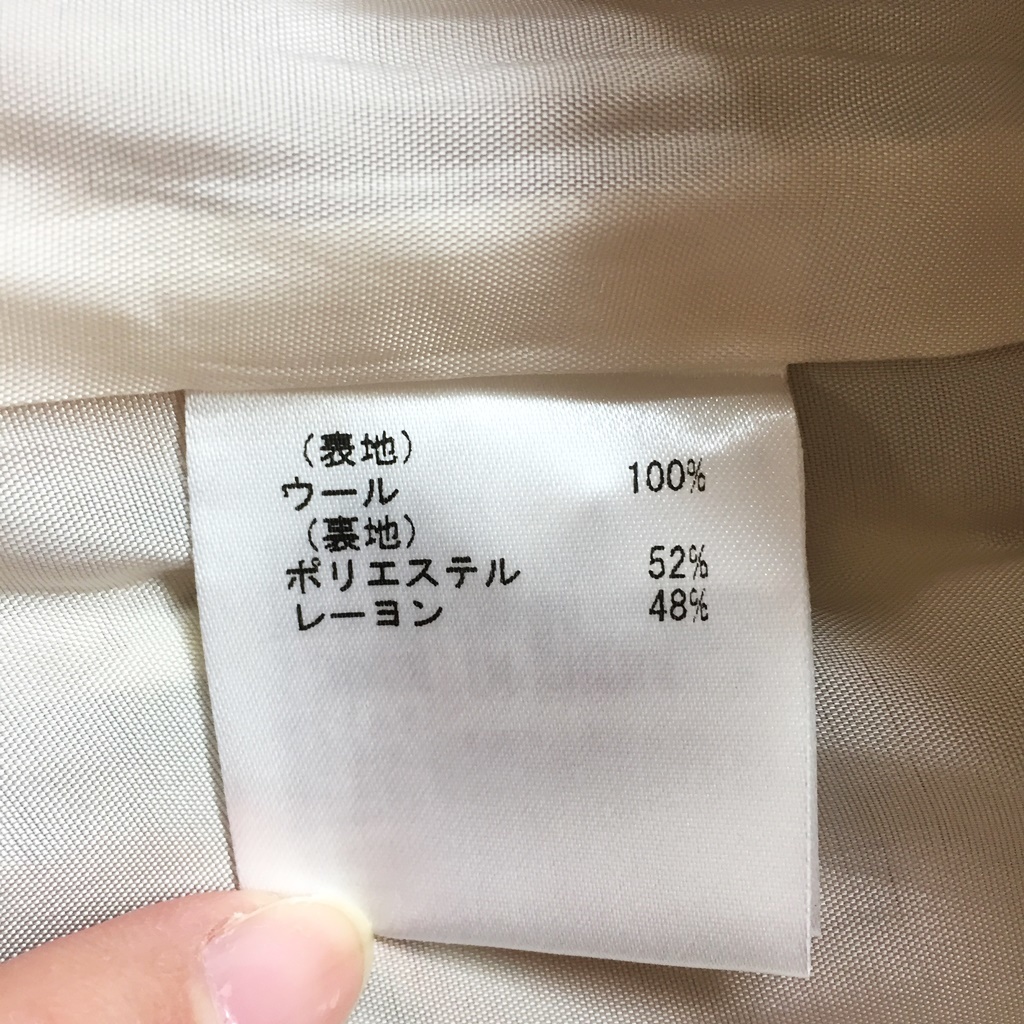 （表地）
ウール 100%
（裏地）
ポリエステル 52%
レーヨン 48%